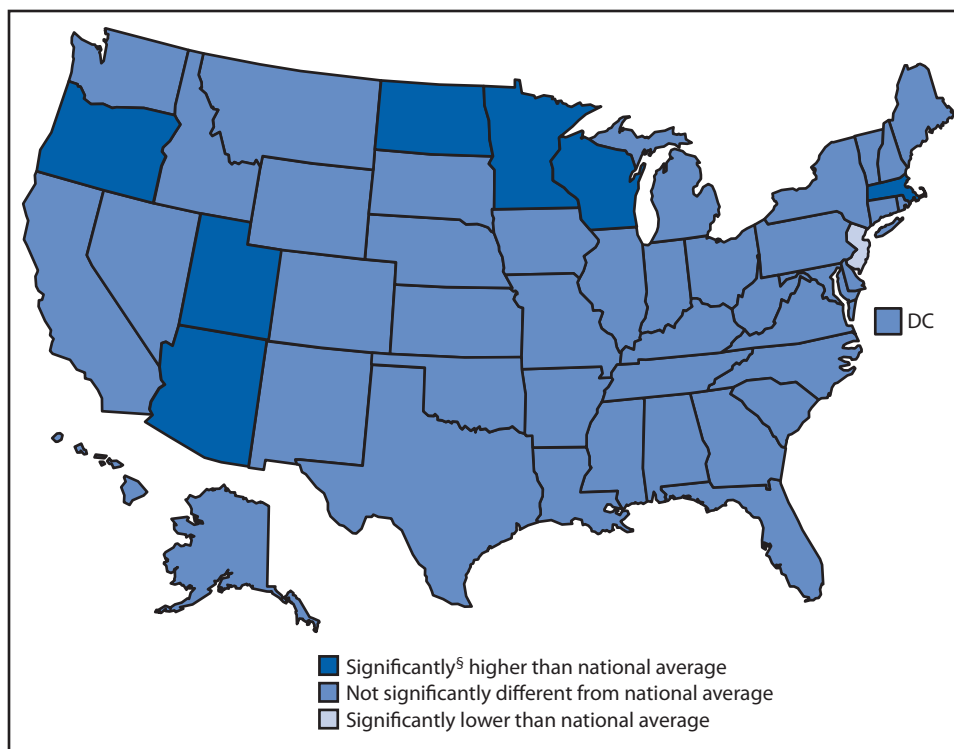 DC
Significantly§ higher than national average
Not significantly different from national average
Significantly lower than national average